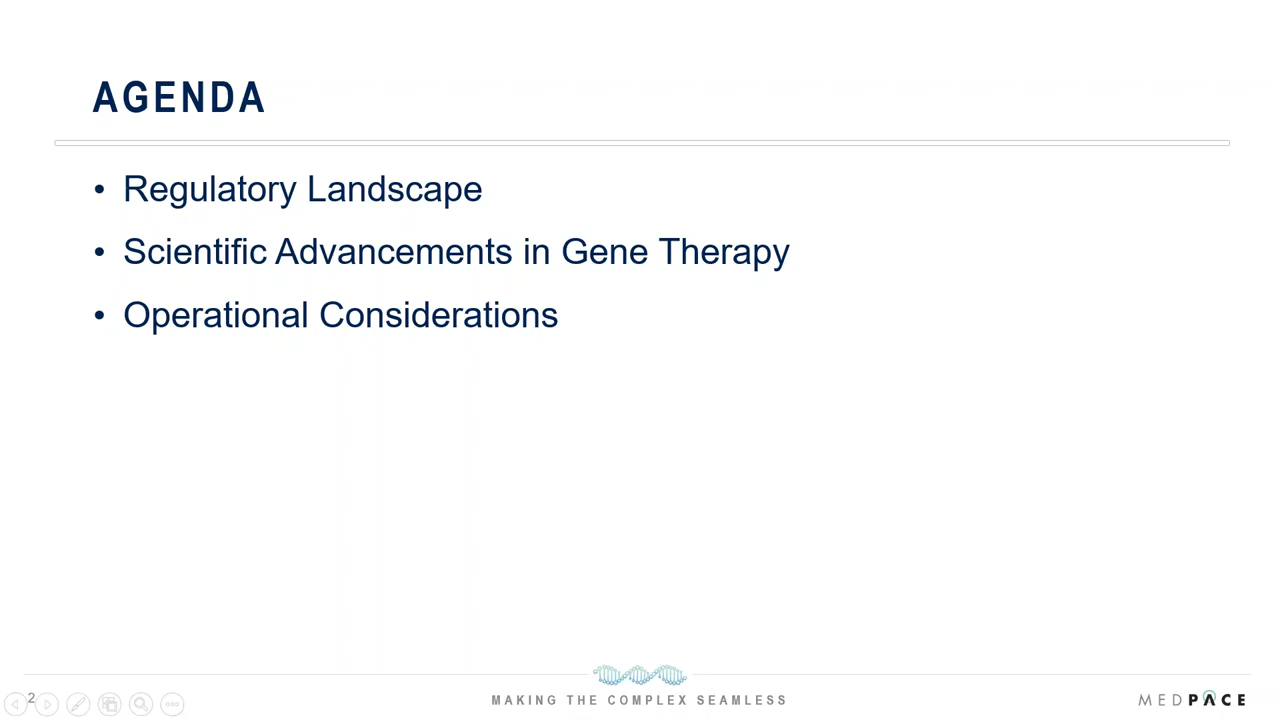 AGENDA
• Regulatory Landscape
• Scientific Advancements in Gene Therapy
• Operational Considerations
2
MAKING THE COMPLEX SEAMLESS
MEDPACE